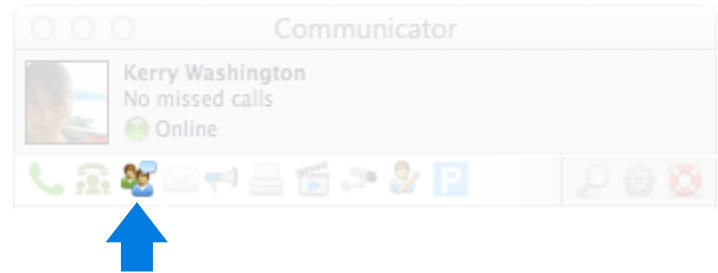 Communicator
Kerry Washington
No missed calls
Online
P